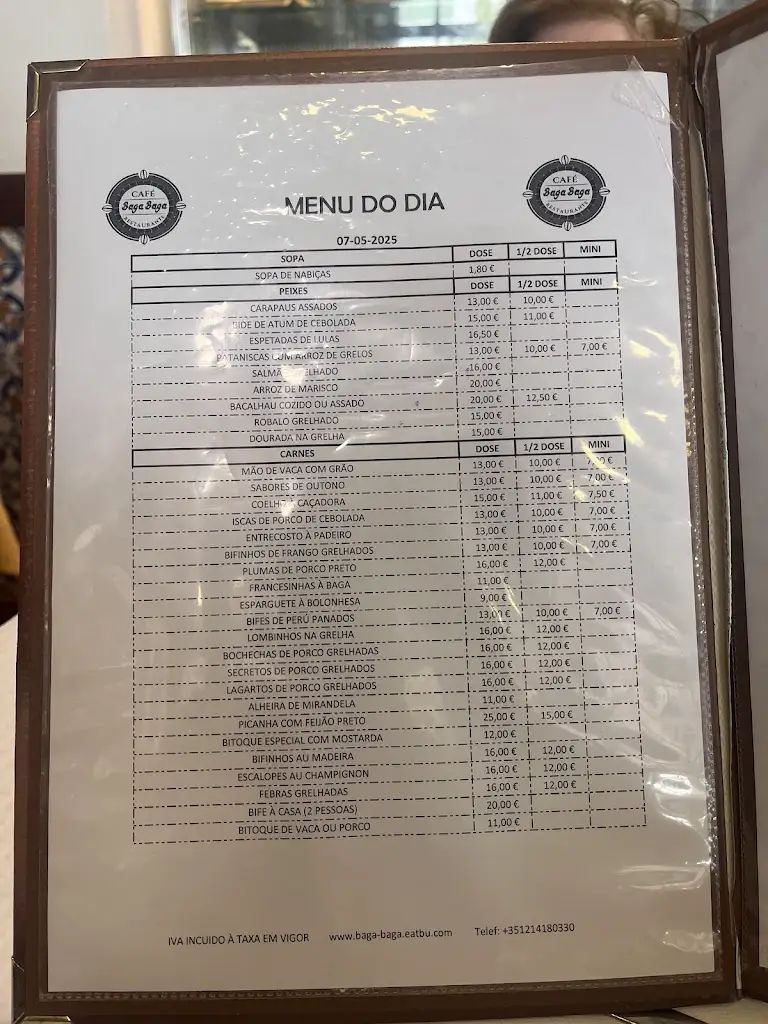 CAFÉ
Baga Baga
RESTAURANTE
CAFÉ
Baga Baga
RESTAURANTE
MENU DO DIA
07-05-2025
SOPA DOSE 1/2 DOSE MINI
SOPA DE NABIÇAS 1,80 €
PEIXES DOSE 1/2 DOSE MINI
CARAPAUS ASSADOS 13,00 € 10,00 €
BIDE DE ATUM DE CEBOLADA 15,00 € 11,00 €
ESPETADAS DE LULAS 16,50 €
PATANISCAS COM ARROZ DE GRELOS 13,00 € 10,00 € 7,00 €
16,00 €
ARROZ DE MARISCO 20,00 €
BACALHAU COZIDO OU ASSADO 20,00 € 12,50 €
ROBALO GRELHADO 15,00 €
DOURADA NA GRELHA 15,00 €
CARNES DOSE 1/2 DOSE MINI
MÃO DE VACA COM GRÃO 13,00 € 10,00 € 7,00 €
SABORES DE OUTONO 13,00 € 10,00 € 7,00 €
COELHO CAÇADORA 15,00 € 11,00 € 7,50 €
ISCAS DE PORCO DE CEBOLADA 13,00 € 10,00 € 7,00 €
ENTRECOSTO À PADEIRO 13,00 € 10,00 € 7,00 €
BIFINHOS DE FRANGO GRELHADOS 13,00 € 10,00 € 7,00 €
PLUMAS DE PORCO PRETO 16,00 € 12,00 €
FRANCESINHAS À BAGA 11,00 €
ESPARGUETE À BOLONHESA 9,00 €
BIFES DE PERÚ PANADOS 13,00 € 10,00 € 7,00 €
LOMBINHOS NA GRELHA 16,00 € 12,00 €
BOCHECHAS DE PORCO GRELHADAS 16,00 € 12,00 €
SECRETOS DE PORCO GRELHADOS 16,00 € 12,00 €
LAGARTOS DE PORCO GRELHADOS 16,00 € 12,00 €
ALHEIRA DE MIRANDELA 11,00 €
PICANHA COM FEIJÃO PRETO 25,00 € 15,00 €
BITOQUE ESPECIAL COM MOSTARDA 12,00 €
BIFINHOS AU MADEIRA 16,00 € 12,00 €
ESCALOPES AU CHAMPIGNON 16,00 € 12,00 €
FEBRAS GRELHADAS 16,00 € 12,00 €
BIFE À CASA (2 PESSOAS) 20,00 €
BITOQUE DE VACA OU PORCO 11,00 €
IVA INCUIDO À TAXA EM VIGOR www.baga-baga.eatbu.com Telef: +351214180330